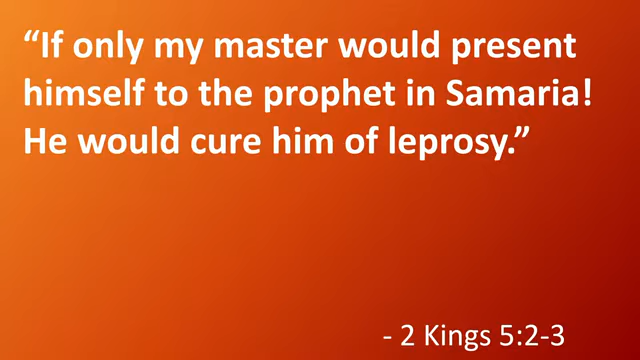 “If only my master would present
himself to the prophet in Samaria!
He would cure him of leprosy.”
- 2 Kings 5:2-3